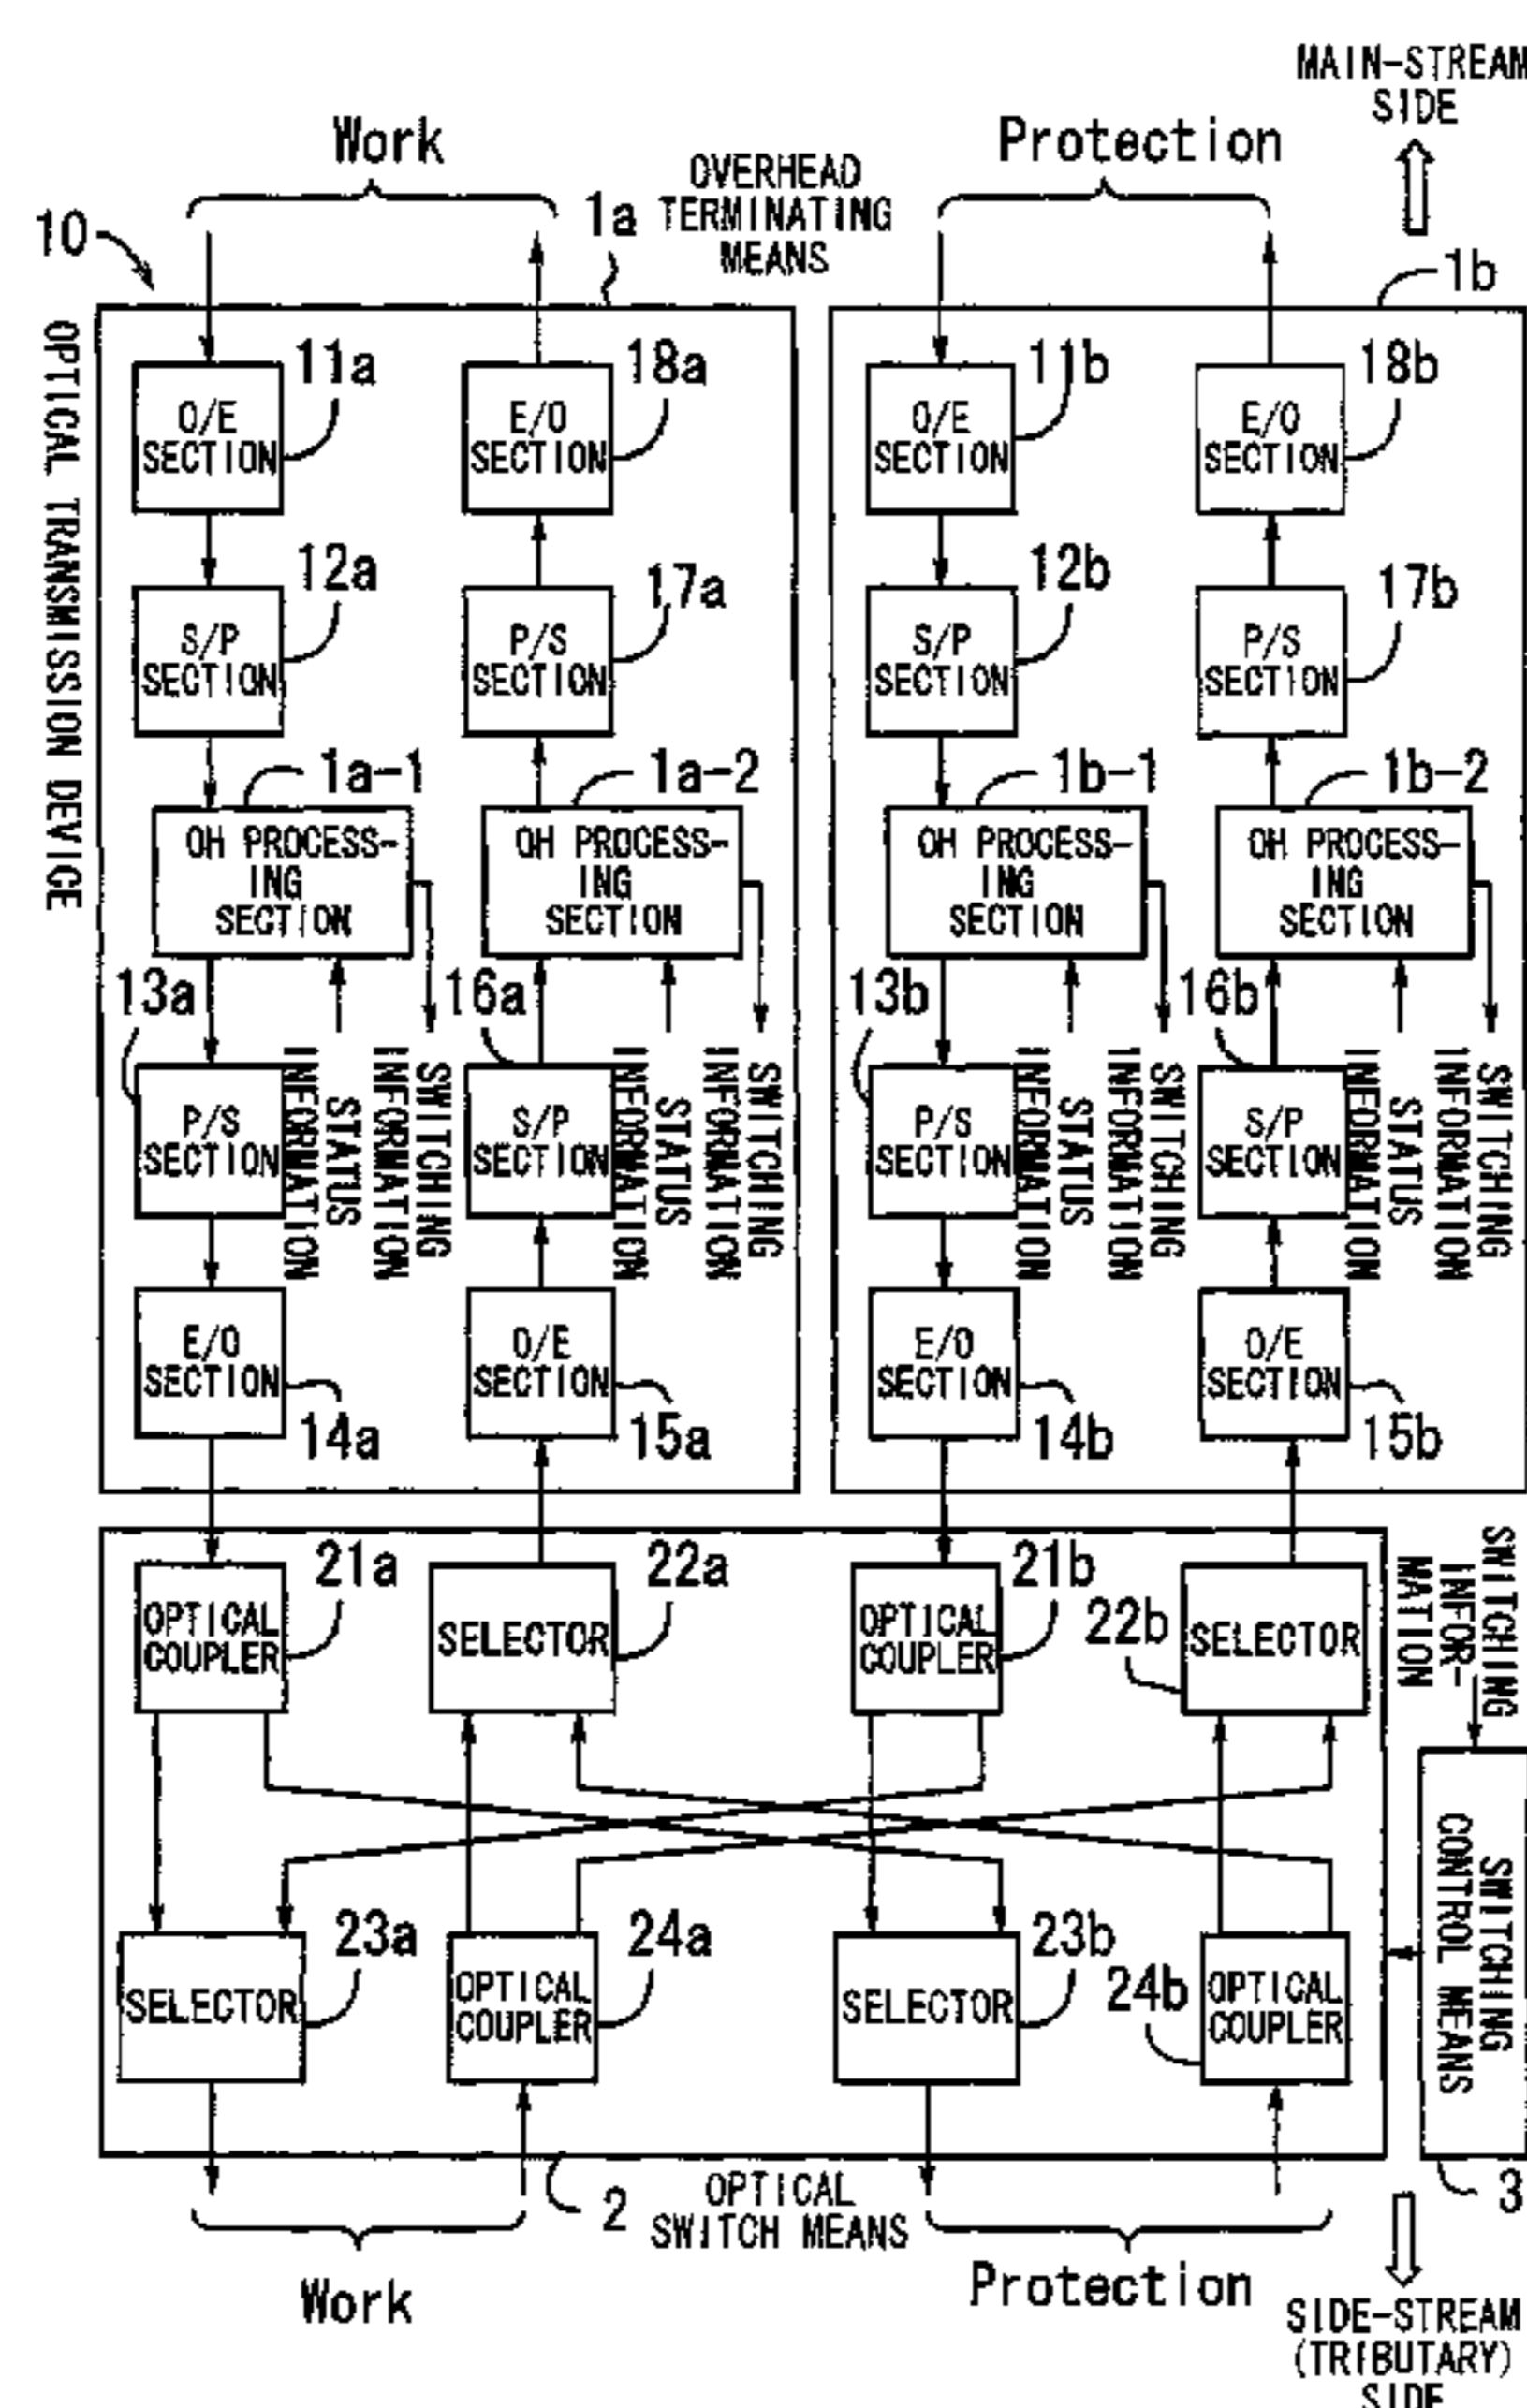 MAIN-STREAM
SIDE
Work
Protection
OVERHEAD
TERMINATING
MEANS
10
1a
1b
OPTICAL TRANSMISSION DEVICE
O/E
SECTION
11a
E/O
SECTION
18a
O/E
SECTION
11b
E/O
SECTION
18b
S/P
SECTION
12a
P/S
SECTION
17a
S/P
SECTION
12b
P/S
SECTION
17b
1a-1
OH PROCESS-
ING
SECTION
1a-2
OH PROCESS-
ING
SECTION
1b-1
OH PROCESS-
ING
SECTION
1b-2
OH PROCESS-
ING
SECTION
13a
P/S
SECTION
STATUS
INFORMATION
SWITCHING
INFORMATION
16a
S/P
SECTION
STATUS
INFORMATION
SWITCHING
INFORMATION
13b
P/S
SECTION
STATUS
INFORMATION
SWITCHING
INFORMATION
16b
S/P
SECTION
STATUS
INFORMATION
SWITCHING
INFORMATION
E/O
SECTION
14a
O/E
SECTION
15a
E/O
SECTION
14b
O/E
SECTION
15b
OPTICAL
COUPLER
21a
SELECTOR
22a
OPTICAL
COUPLER
21b
SELECTOR
22b
SWITCHING
INFOR-
MATION
SELECTOR
23a
OPTICAL
COUPLER
24a
SELECTOR
23b
OPTICAL
COUPLER
24b
SWITCHING
CONTROL MEANS
3
2
OPTICAL
SWITCH MEANS
Work
Protection
SIDE-STREAM
(TRIBUTARY)
SIDE